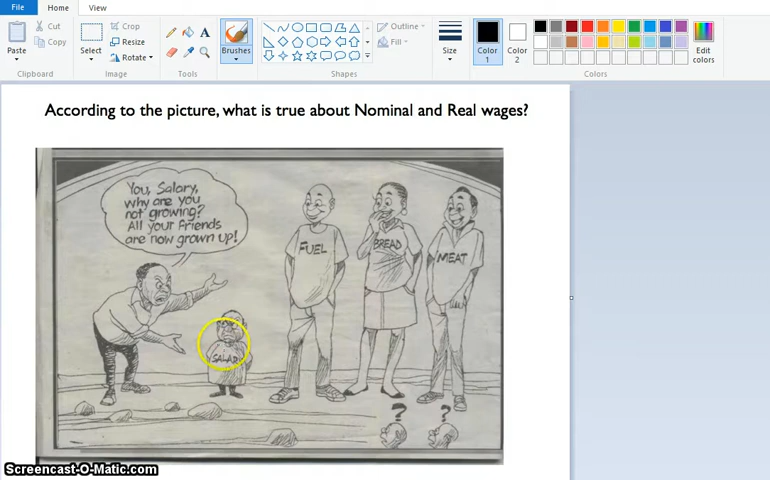 File
Home
View
Paste
Cut
Copy
Clipboard
Select
Crop
Resize
Rotate
Image
Tools
Brushes
Shapes
Outline
Fill
Size
Color
1
Color
2
Edit
colors
Colors
According to the picture, what is true about Nominal and Real wages?
You, Salary,
why are you
not growing?
All your friends
are now grown up!
FUEL
BREAD
MEAT
? ?
Screencast-O-Matic.com